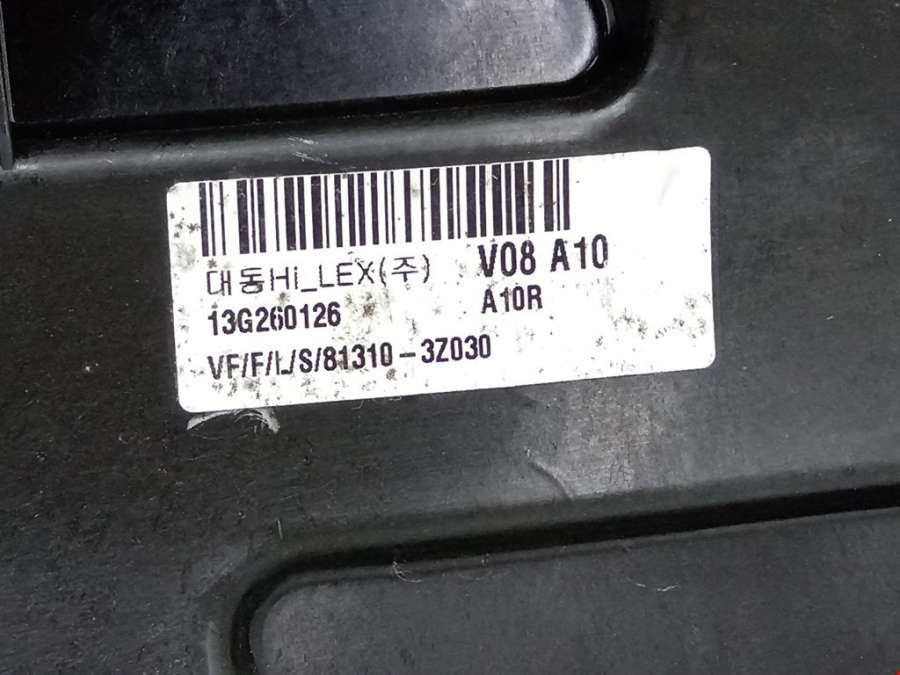 대동HI_LEX(주) V08 A10
13G260126 A10R
VF/F/L/S/81310-3Z030